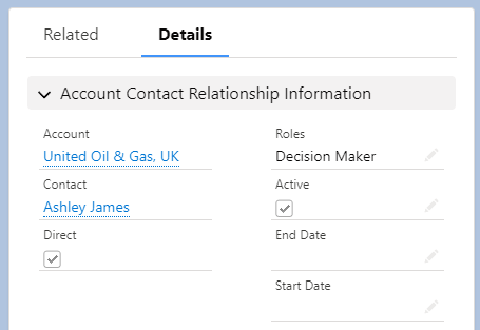 Related Details
Account Contact Relationship Information
Account
United Oil & Gas, UK
Contact
Ashley James
Direct
Roles
Decision Maker
Active
End Date
Start Date